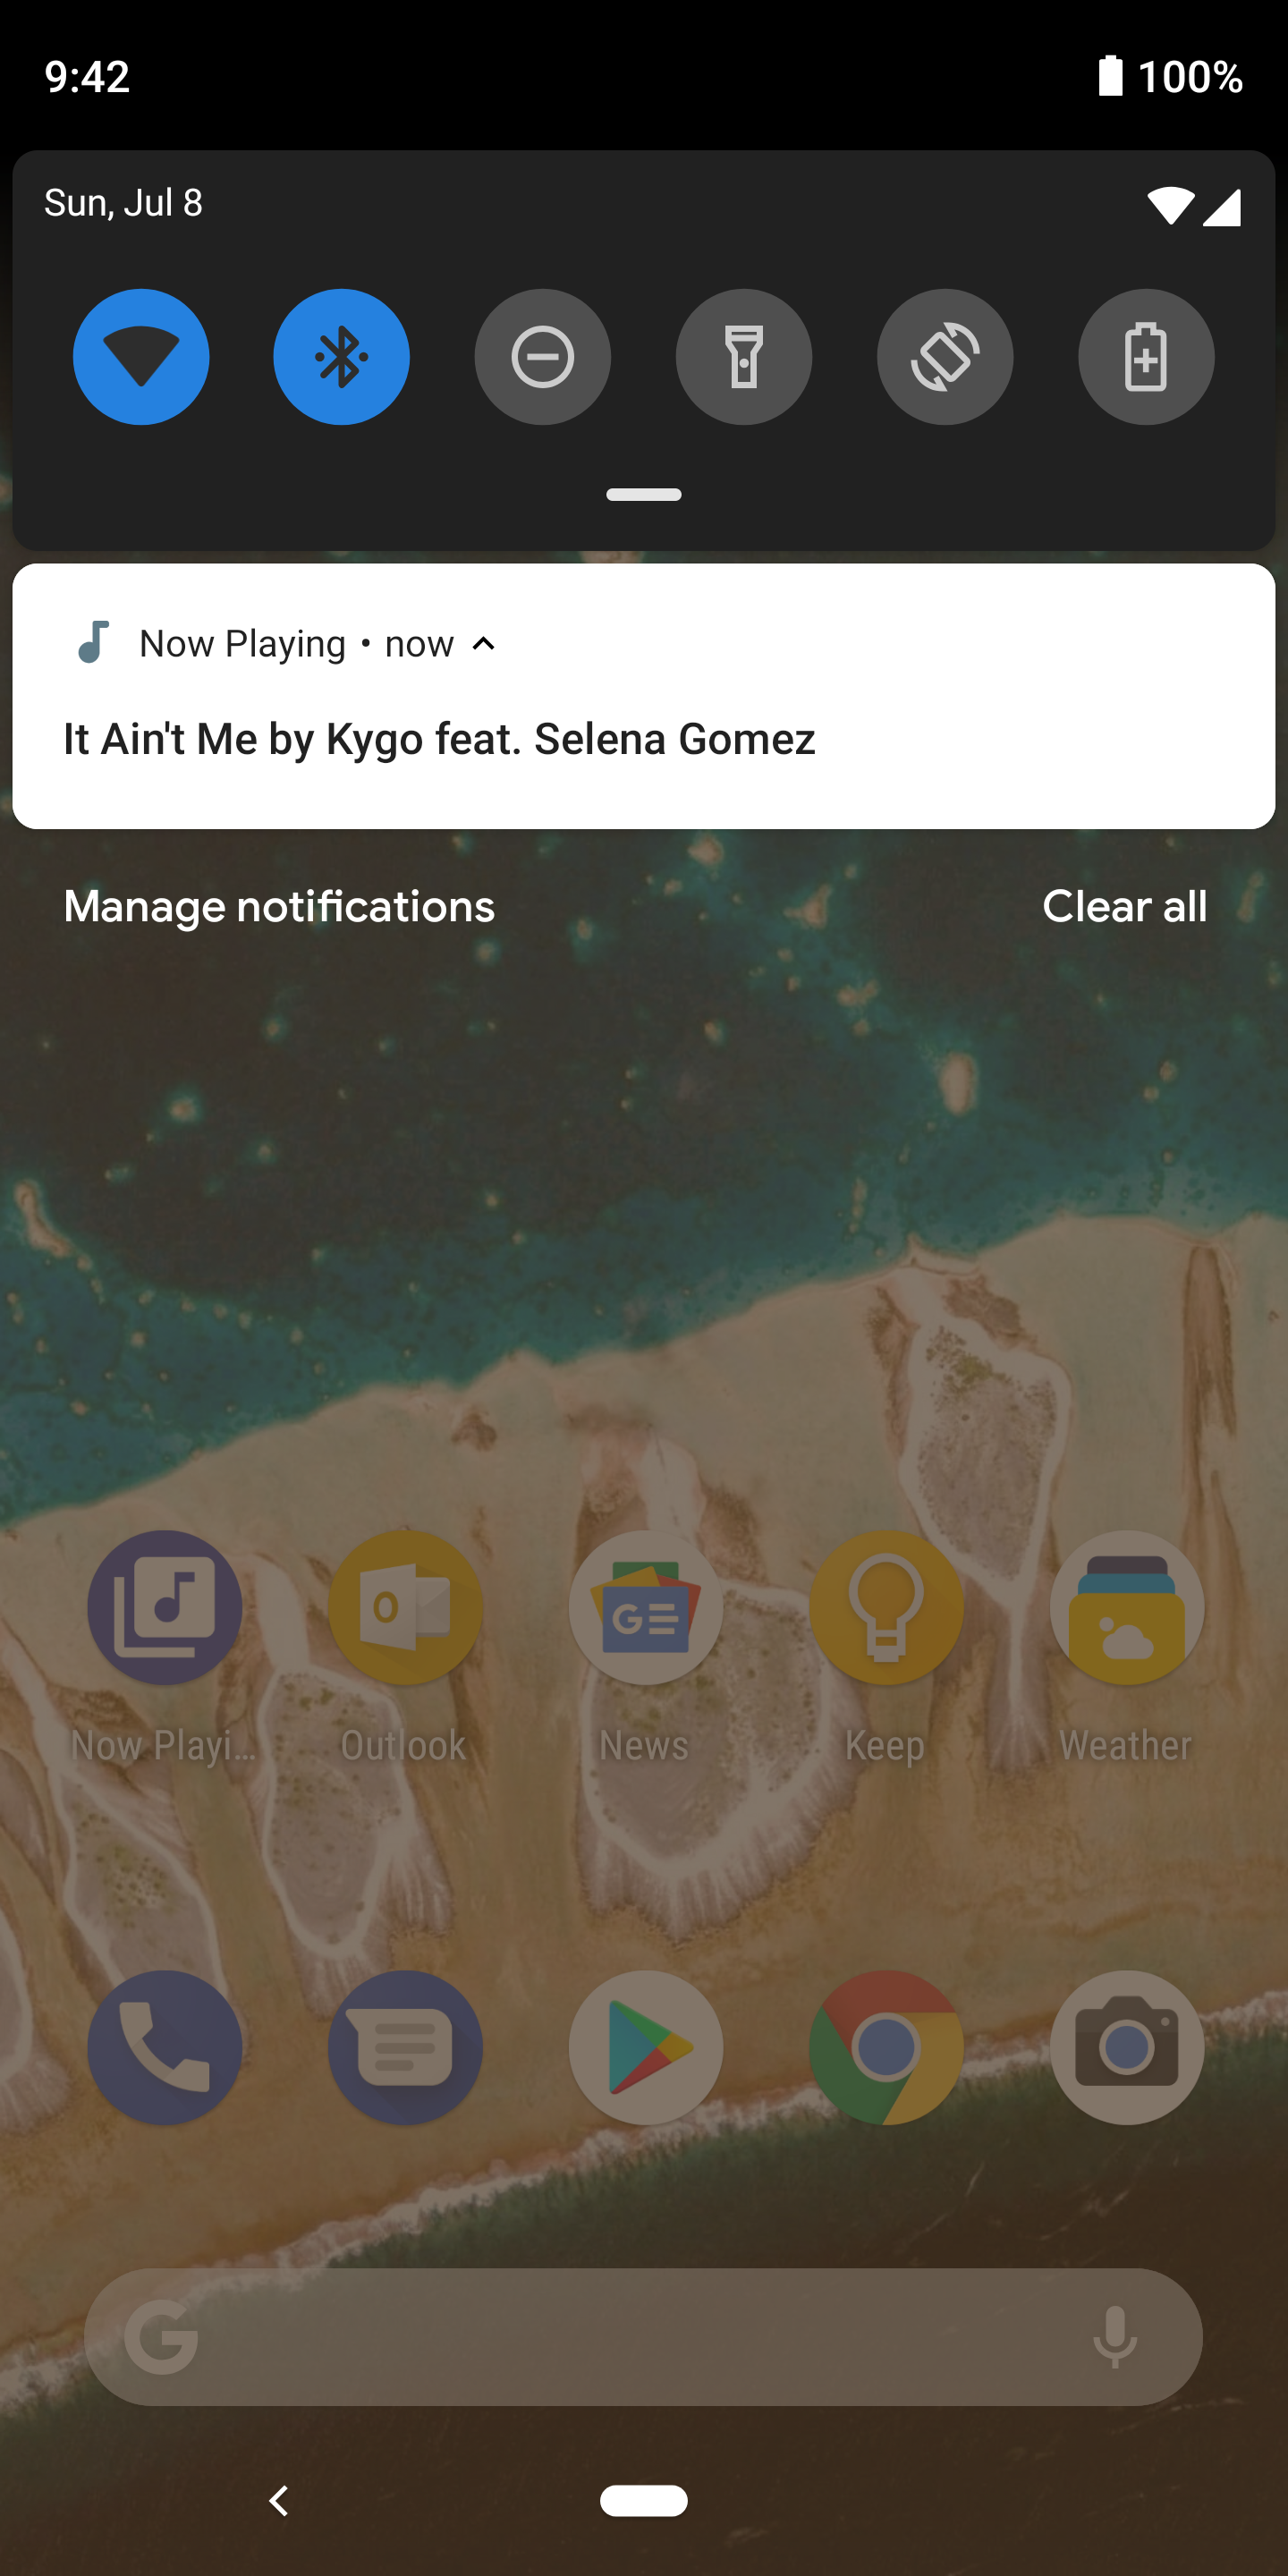 9:42 100%
Sun, Jul 8
Now Playing • now
It Ain't Me by Kygo feat. Selena Gomez
Manage notifications Clear all
Now Playi... Outlook News Keep Weather